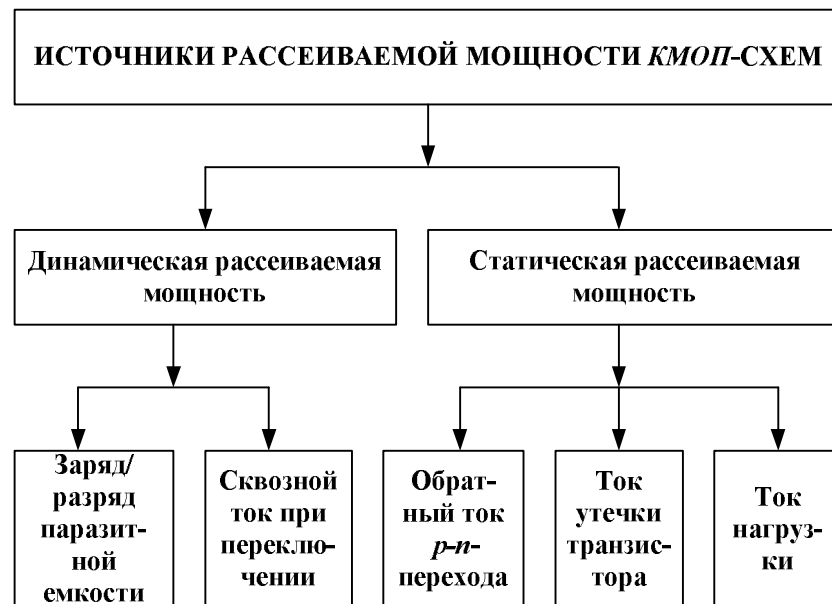 ИСТОЧНИКИ РАССЕИВАЕМОЙ МОЩНОСТИ КМОП-СХЕМ
Динамическая рассеиваемая
мощность
Статическая рассеиваемая
мощность
Заряд/
разряд
паразит-
ной
емкости
Сквозной
ток при
переклю-
чении
Обрат-
ный ток
p-n-
перехода
Ток
утечки
транзис-
тора
Ток
нагруз-
ки